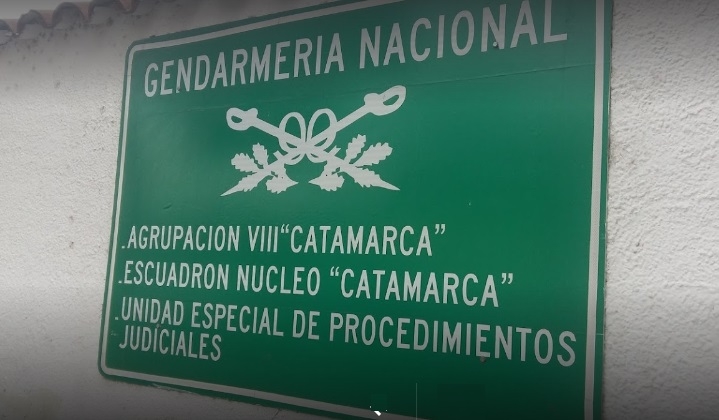 GENDARMERIA NACIONAL
-AGRUPACION VIII "CATAMARCA"
-ESCUADRON NUCLEO "CATAMARCA"
-UNIDAD ESPECIAL DE PROCEDIMIENTOS
JUDICIALES